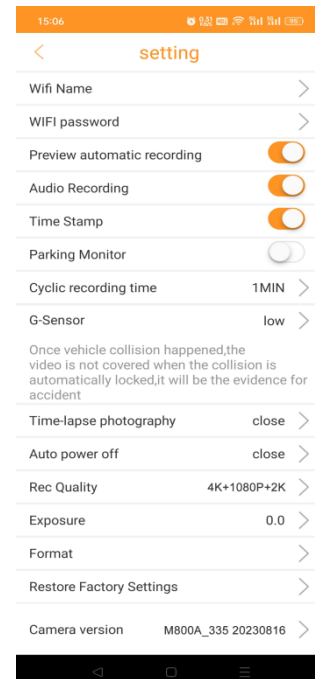 15:06
setting
Wifi Name
WIFI password
Preview automatic recording
Audio Recording
Time Stamp
Parking Monitor
Cyclic recording time 1MIN
G-Sensor low
Once vehicle collision happened,the
video is not covered when the collision is
automatically locked,it will be the evidence for
accident
Time-lapse photography close
Auto power off close
Rec Quality 4K+1080P+2K
Exposure 0.0
Format
Restore Factory Settings
Camera version M800A_335 20230816